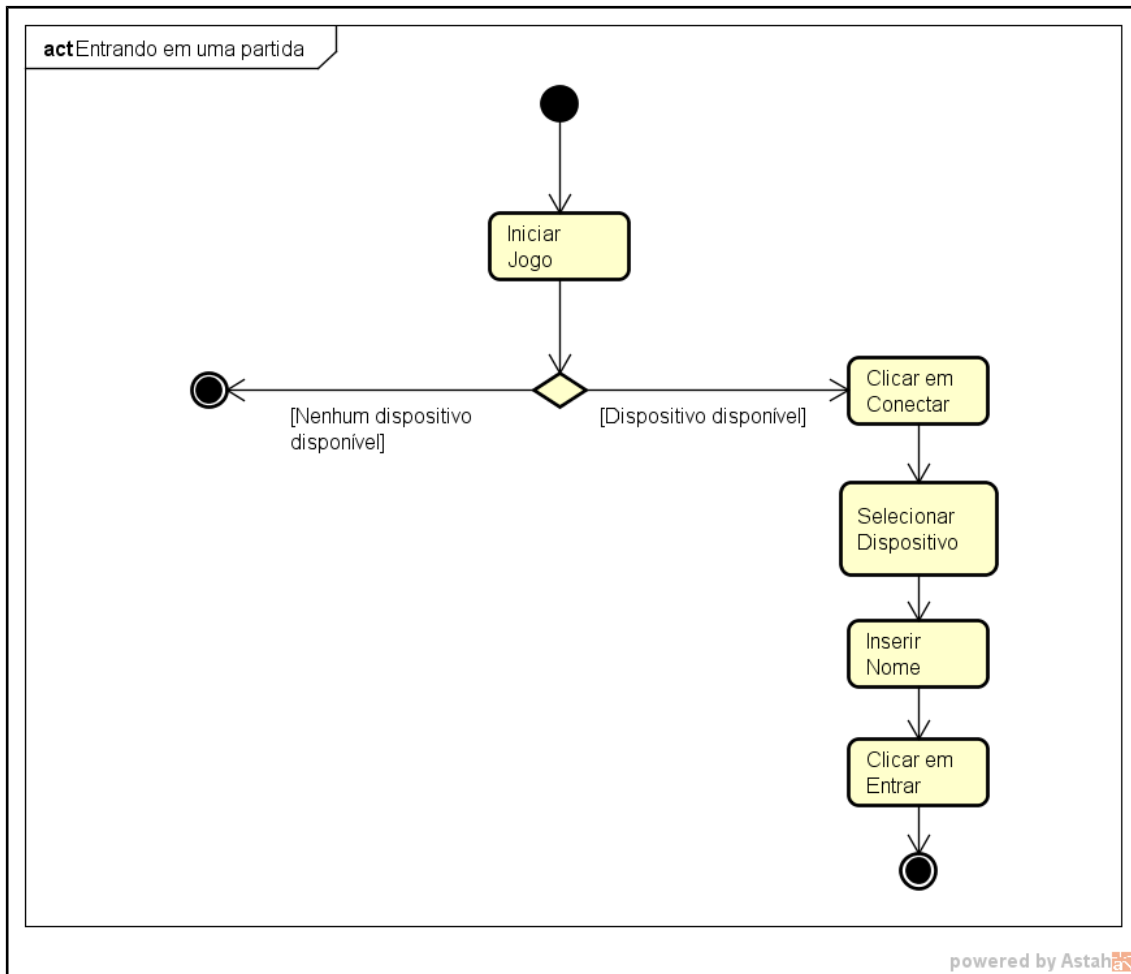 act Entrando em uma partida
Iniciar
Jogo
[Nenhum dispositivo
disponível]
[Dispositivo disponível]
Clicar em
Conectar
Selecionar
Dispositivo
Inserir
Nome
Clicar em
Entrar
powered by Astah